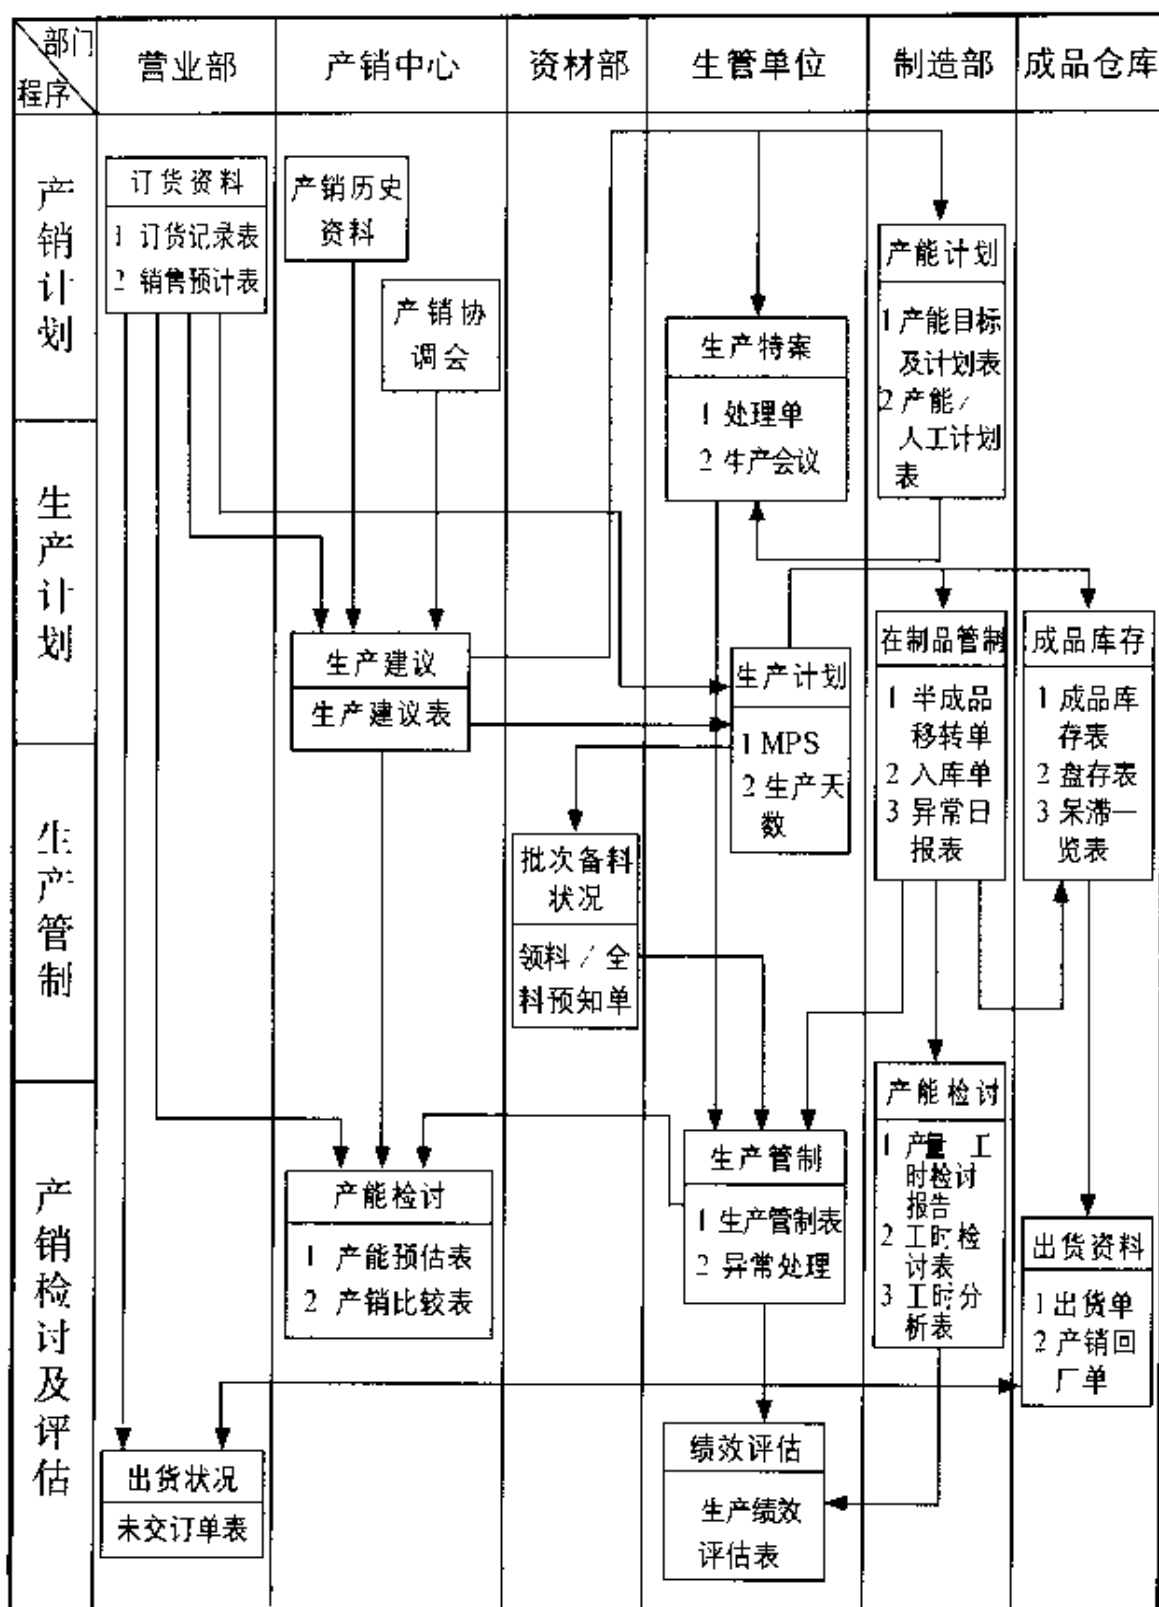 部门
程序
营业部
产销中心
资材部
生管单位
制造部
成品仓库
产销计划
生产计划
生产管制
产销检讨及评估
订货资料
1 订货记录表
2 销售预计表
产销历史
资料
产销协
调会
生产特案
1 处理单
2 生产会议
产能计划
1 产能目标
及计划表
2 产能/
人工计划
表
生产建议
生产建议表
生产计划
1 MPS
2 生产天
数
在制品管制
1 半成品
移转单
2 入库单
3 异常日
报表
成品库存
1 成品库
存表
2 盘存表
3 呆滞一
览表
批次备料
状况
领料/全
料预知单
产能检讨
1 产能预估表
2 产销比较表
生产管制
1 生产管制表
2 异常处理
产能检讨
1 产量 工
时检讨
报告
2 工时检
讨表
3 工时分
析表
出货资料
1 出货单
2 产销回
厂单
出货状况
未交订单表
绩效评估
生产绩效
评估表